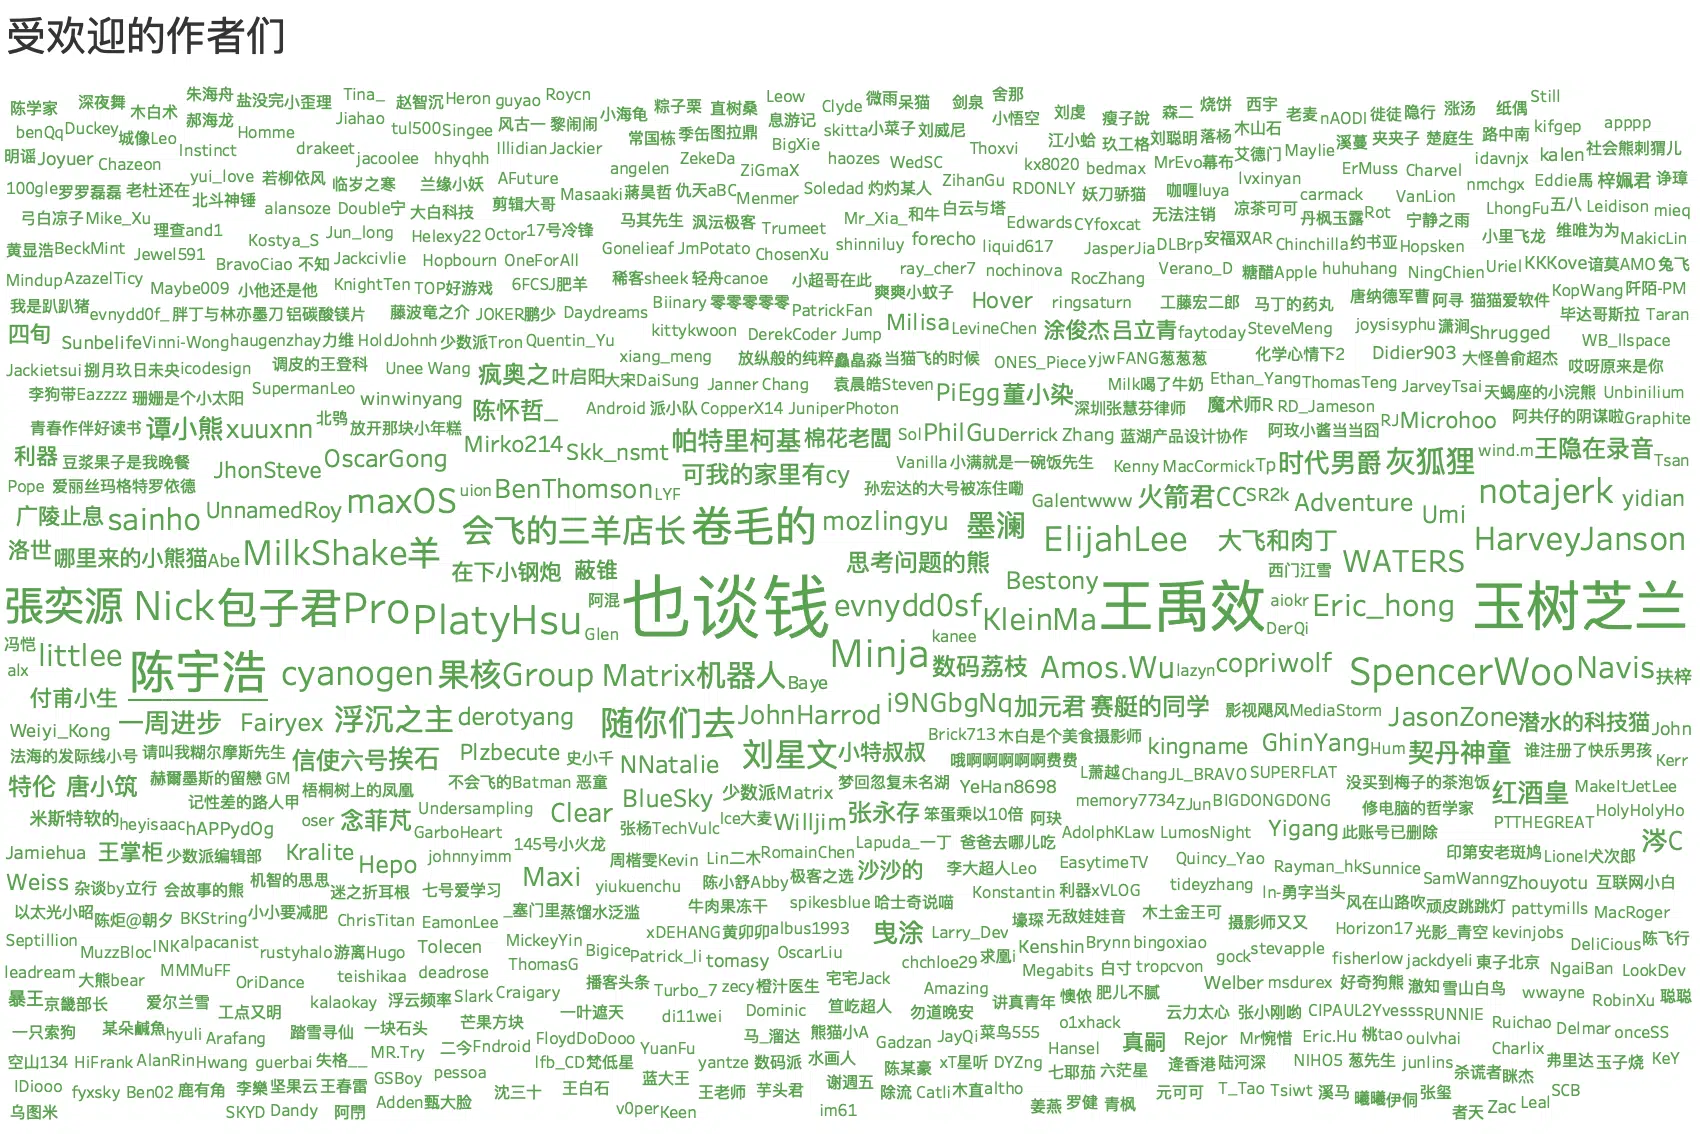 受欢迎的作者们
陈学家 深夜舞 木白术 朱海舟 盐没完 小歪理 Tina_ 赵智沉 Heron guyao Roycn 小海龟 粽子栗 直树桑 Leow Clyde 微雨 呆猫 剑泉 舍那 刘虔 瘦子說 森二 烧饼 西宇 老麦 nAODI 徙徒 隐行 涨汤 纸偶 Still
benQq Duckey 城像Leo 郝海龙 Homme Jiahao tul500 Singee 风古一 黎闹闹 常国栋 季缶 图拉鼎 息游记 skitta 小菜子 刘威尼 小悟空 江小蛤 玖工格 刘聪明 落杨 木山石 溪蔓 夹夹子 楚庭生 路中南 kifgep apppp
明谣 Joyuer Chazeon Instinct drakeet jacoolee hhyqhh Illidian Jackier angelen ZekeDa BigXie haozes WedSC Thoxvi kx8020 bedmax MrEvo 幕布 艾德门 Maylie ErMuss Charvel idavnjx kalen 社会熊 刺猬儿
100gle 罗罗磊磊 老杜还在 yui_love 若柳依风 临岁之寒 兰缘小妖 AFuture Masaaki 蒋昊哲 仇天aBC ZiGmaX Menmer Soledad 灼灼某人 ZihanGu RDONLY 妖刀骄猫 咖喱luya lvxinyan carmack VanLion nmchgx Eddie馬 梓姵君 诤璋
弓白凉子 Mike_Xu 北斗神锤 alansoze Double宁 大白科技 剪辑大哥 马其先生 沨沄极客 Trumeet Mr_Xia_ 和牛 白云与塔 Edwards CYfoxcat 无法注销 凉茶可可 丹枫玉露 Rot 宁静之雨 LhongFu 五八 Leidison mieq
黄显浩 BeckMint 理查and1 Jewel591 Kostya_S Jun_long Helexy22 Octor 17号冷锋 Gonelieaf JmPotato ChosenXu shinniluy forecho liquid617 JasperJia DLBrp 安福双AR Chinchilla 约书亚 Hopsken 小里飞龙 维唯为为 MakicLin
Mindup AzazelTicy BravoCiao 不知 Jackcivlie Hopbourn OneForAll 稀客sheek 轻舟canoe 小超哥在此 ray_cher7 nochinova RocZhang Verano_D 糖醋Apple huhuhang NingChien Uriel KKKove 谙莫AMO 兔飞
我是趴趴猪 Maybe009 小他还是他 KnightTen TOP好游戏 6FCSJ肥羊 Biinary 零零零零零 PatrickFan 爽爽小蚊子 Hover ringsaturn 工藤宏二郎 马丁的药丸 唐纳德军曹 阿寻 猫猫爱软件 KopWang 阡陌-PM
四旬 evnydd0f_ 胖丁与林亦 墨刀 铝碳酸镁片 藤波竜之介 JOKER鹏少 Daydreams kittykwoon DerekCoder Jump Milisa LevineChen 涂俊杰 吕立青 faytoday SteveMeng joysisyphu 潇涧 Shrugged 毕达哥斯拉 Taran
Sunbelife Vinni-Wong haugenzhay 力维 HoldJohnh 少数派Tron Quentin_Yu xiang_meng 放纵般的纯粹 鱻畾淼 当猫飞的时候 ONES_Piece yjwFANG 葱葱葱 化学心情下2 Didier903 大怪兽俞超杰 WB_llspace 哎呀原来是你
Jackietsui 捌月玖日未央 icodesign 调皮的王登科 Unee Wang 疯奥之 叶启阳 大宋DaiSung Janner Chang 袁晨皓Steven PiEgg 董小染 Milk喝了牛奶 Ethan_Yang ThomasTeng JarveyTsai 天蝎座的小浣熊 Unbinilium
李狗带Eazzzz 珊姗是个小太阳 SupermanLeo winwinyang 陈怀哲_ Android 派小队 CopperX14 JuniperPhoton 深圳张慧芬律师 魔术师R RD_Jameson RJ Microhoo 阿共仔的阴谋啦 Graphite
青春作伴好读书 谭小熊 xuuxnn 北鸮 放开那块小年糕 Mirko214 Skk_nsmt 帕特里柯基 棉花老闆 Sol PhilGu Derrick Zhang 蓝湖产品设计协作 阿玫小酱当当囧
利器 豆浆果子是我晚餐 JhonSteve OscarGong 可我的家里有cy Vanilla 小满就是一碗饭先生 Kenny MacCormick Tp 时代男爵 灰狐狸 wind.m 王隐在录音 Tsan
Pope 爱丽丝玛格特罗依德 maxOS uion BenThomson LYF 孙宏达的大号被冻住嘞 Galentwww 火箭君CC SR2k Adventure Umi notajerk yidian
广陵止息 sainho UnnamedRoy 会飞的三羊店长 卷毛的 mozlingyu 墨澜 ElijahLee 大飞和肉丁 HarveyJanson
洛世 哪里来的小熊猫 Abe MilkShake羊 在下小钢炮 蔽锥 思考问题的熊 Bestony 西门江雪 WATERS
張奕源 Nick 包子君Pro PlatyHsu 阿混 Glen 也谈钱 evnydd0sf KleinMa 王禹效 aiokr DerQi Eric_hong 玉树芝兰
冯恺 alx littlee 陈宇浩 cyanogen 果核Group Matrix机器人 Baye Minja kanee 数码荔枝 Amos.Wu lazyn copriwolf SpencerWoo Navis 扶梓
付甫小生 一周进步 Fairyex 浮沉之主 derotyang 随你们去 JohnHarrod i9NGbgNq 加元君 赛艇的同学 影视飓风MediaStorm JasonZone 潜水的科技猫 John
Weiyi_Kong 法海的发际线小号 请叫我糊尔摩斯先生 信使六号挨石 Plzbecute 史小千 NNatalie 刘星文 小特叔叔 Brick713 木白是个美食摄影师 kingname GhinYang Hum 契丹神童 谁注册了快乐男孩 Kerr
特伦 唐小筑 赫爾墨斯的留戀 GM 梧桐树上的凤凰 不会飞的Batman 恶童 梦回忽复未名湖 哦啊啊啊啊啊费费 YeHan8698 L萧越 ChangJL_BRAVO SUPERFLAT 没买到梅子的茶泡饭 红酒皇 MakeItJetLee
米斯特软的 heyisaac 记性差的路人甲 hAPPydOg oser 念菲芃 Undersampling GarboHeart Clear BlueSky 少数派Matrix 张杨TechVulc Ice大麦 Willjim 张永存 笨蛋乘以10倍 阿玦 memory7734 ZJun BIGDONGDONG 修电脑的哲学家 PTTHEGREAT HolyHolyHo
Jamiehua 王掌柜 少数派编辑部 Kralite Hepo johnnyimm 145号小火龙 周楷雯Kevin Lin二木 RomainChen Lapuda_一丁 爸爸去哪儿吃 AdolphKLaw LumosNight Yigang 此账号已删除 印第安老斑鸠 Lionel 犬次郎 涔C
Weiss 杂谈by立行 会故事的熊 机智的思思 迷之折耳根 七号爱学习 Maxi yiukuenchu 陈小舒Abby 极客之选 沙沙的 李大超人Leo Konstantin EasytimeTV 利器xVLOG Quincy_Yao tideyzhang Rayman_hk Sunnice In-勇字当头 SamWanng Zhouyotu 互联网小白
以太光小昭 陈炬@朝夕 BKString 小小要减肥 ChrisTitan EamonLee _塞门里 蒸馏水泛滥 牛肉果冻干 spikesblue 哈士奇说喵 壕琛 无敌娃娃音 木土金王可 摄影师又又 风在山路吹 顽皮跳跳灯 pattymills MacRoger
Septillion MuzzBloc INK alpacanist rustyhalo 游离Hugo Tolecen MickeyYin Bigice Patrick_li xDEHANG 黄卯卯 albus1993 OscarLiu 曳涂 Larry_Dev 求凰i Kenshin Brynn bingoxiao gock stevapple Horizon17 光影_青空 kevinjobs DeliCious 陈飞行
leadream 大熊bear MMMuFF OriDance teishikaa deadrose ThomasG 播客头条 tomasy chchloe29 Megabits 白寸 tropcvon fisherlow jackdyeli 東子北京 NgaiBan LookDev
暴王 京畿部长 爱尔兰雪 工点又明 kalaokay 浮云频率 Slark Craigary 一叶遮天 Turbo_7 zecy 橙汁医生 宅宅Jack Amazing 讲真青年 懊侬 肥儿不腻 Welber msdurex 好奇狗熊 澈知 雪山白鸟 wwayne RobinXu 聪聪
一只索狗 某朵鹹魚 hyuli Arafang 踏雪寻仙 一块石头 芒果方块 FloydDoDooo di11wei Dominic 笪屹超人 勿道晚安 o1xhack 云力太心 张小刚哟 CIPAUL2Y vesss RUNNIE Ruichao Delmar onceSS
空山134 HiFrank AlanRin Hwang guerbai 失格__ MR.Try 二今Fndroid lfb_CD 梵低星 YuanFu 马_溜达 熊猫小A Gadzan JayQi 菜鸟555 Hansel 真嗣 Rejor Mr惋惜 Eric.Hu 桃tao oulvhai Charlix 弗里达 玉子烧 KeY
IDiooo fyxsky Ben02 鹿有角 李樂 坚果云 王春雷 GSBoy pessoa 沈三十 王白石 蓝大王 yantze 数码派 水画人 王老师 芋头君 谢週五 陈某豪 xT星听 DYZng 七耶茄 六芒星 逄香港 陆河深 NIHO5 葱先生 junlins 杀谎者 眯杰
乌图米 SKYD Dandy 阿閅 Adden 甄大脸 v0per Keen im61 除流 Catli 木直altho 姜燕 罗健 青枫 元可可 T_Tao Tsiwt 溪马 曦曦伊侗 张玺 者天 Zac Leal SCB